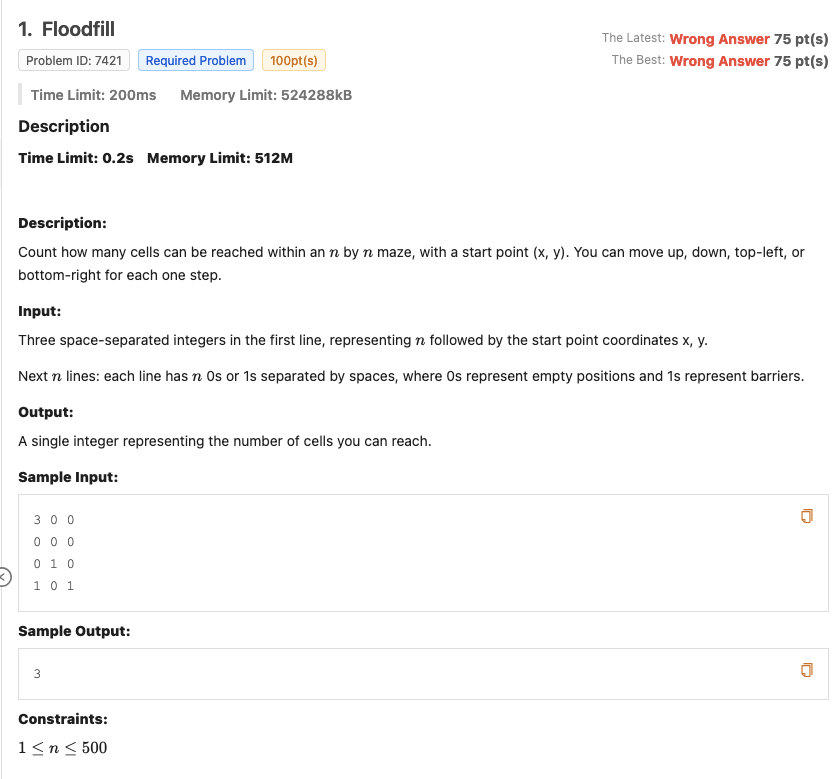 1. Floodfill
The Latest: Wrong Answer 75 pt(s)
Problem ID: 7421 Required Problem 100pt(s)
The Best: Wrong Answer 75 pt(s)
Time Limit: 200ms Memory Limit: 524288kB
Description
Time Limit: 0.2s Memory Limit: 512M
Description:
Count how many cells can be reached within an n by n maze, with a start point (x, y). You can move up, down, top-left, or
bottom-right for each one step.
Input:
Three space-separated integers in the first line, representing n followed by the start point coordinates x, y.
Next n lines: each line has n 0s or 1s separated by spaces, where 0s represent empty positions and 1s represent barriers.
Output:
A single integer representing the number of cells you can reach.
Sample Input:
3 0 0
0 0 0
0 1 0
1 0 1
Sample Output:
3
Constraints:
1 ≤ n ≤ 500